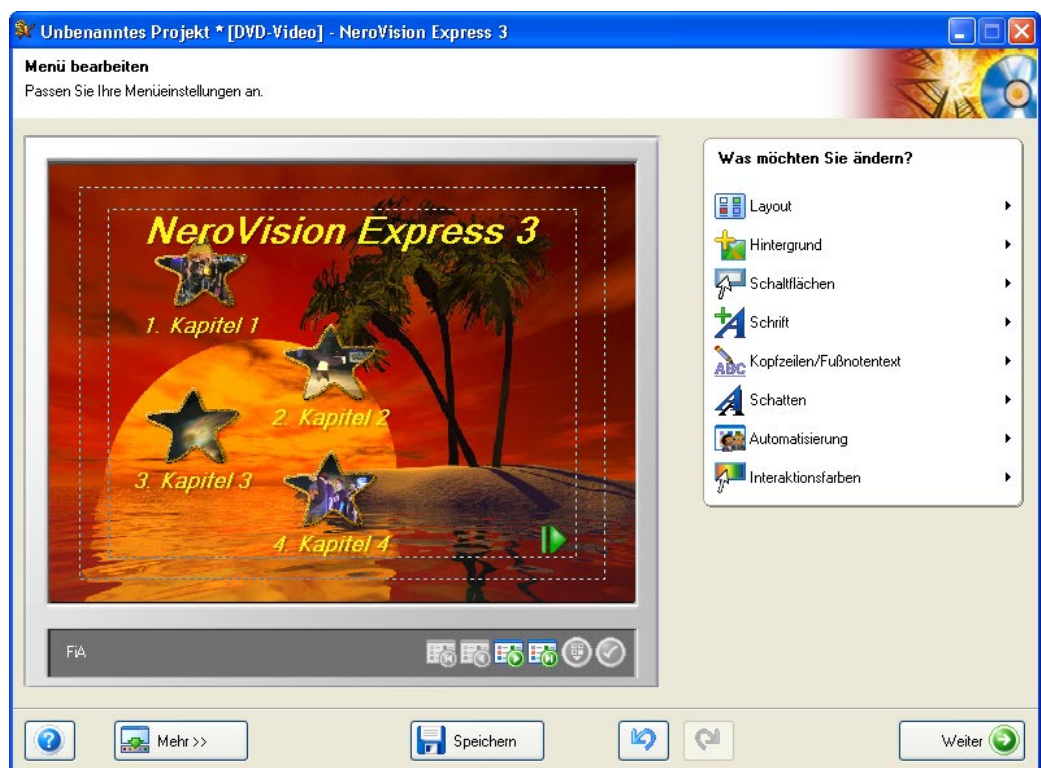 Unbenanntes Projekt * [DVD-Video] - NeroVision Express 3
Menü bearbeiten
Passen Sie Ihre Menüeinstellungen an.
NeroVision Express 3
1. Kapitel 1
2. Kapitel 2
3. Kapitel 3
4. Kapitel 4
FiA
Was möchten Sie ändern?
Layout
Hintergrund
Schaltflächen
Schrift
ABC Kopfzeilen/Fußnotentext
Schatten
Automatisierung
Interaktionsfarben
Mehr >>
Speichern
Weiter